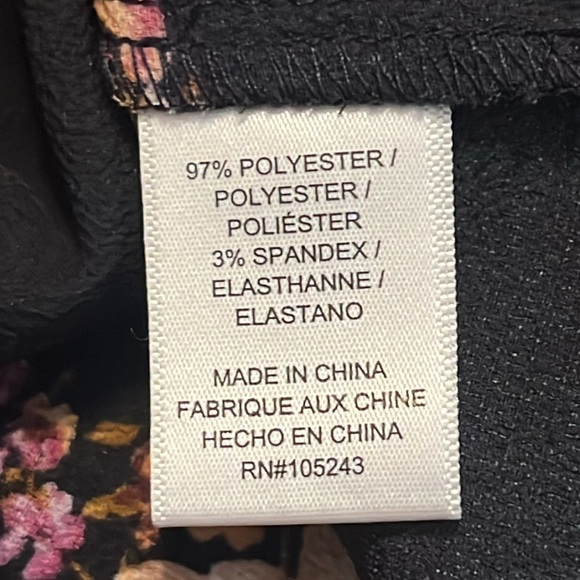 97% POLYESTER /
POLYESTER /
POLIÉSTER
3% SPANDEX /
ELASTHANNE /
ELASTANO
MADE IN CHINA
FABRIQUE AUX CHINE
HECHO EN CHINA
RN#105243